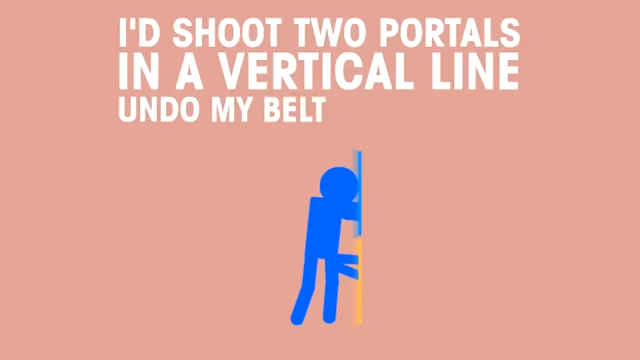 I'D SHOOT TWO PORTALS
IN A VERTICAL LINE
UNDO MY BELT